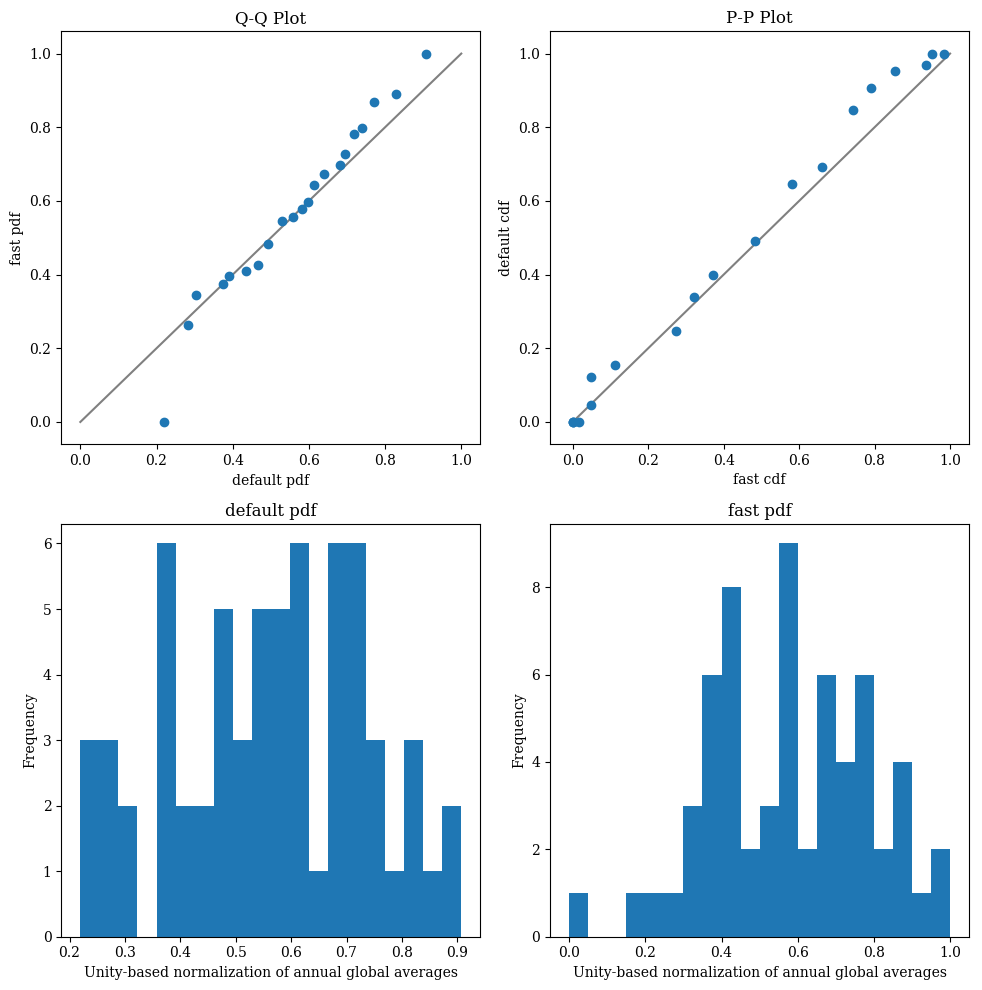 Q-Q Plot
1.0
0.8
0.6
0.4
0.2
0.0
fast pdf
0.0 0.2 0.4 0.6 0.8 1.0
default pdf
P-P Plot
1.0
0.8
0.6
0.4
0.2
0.0
default cdf
0.0 0.2 0.4 0.6 0.8 1.0
fast cdf
default pdf
6
5
4
3
2
1
0
Frequency
0.2 0.3 0.4 0.5 0.6 0.7 0.8 0.9
Unity-based normalization of annual global averages
fast pdf
8
6
4
2
0
Frequency
0.0 0.2 0.4 0.6 0.8 1.0
Unity-based normalization of annual global averages